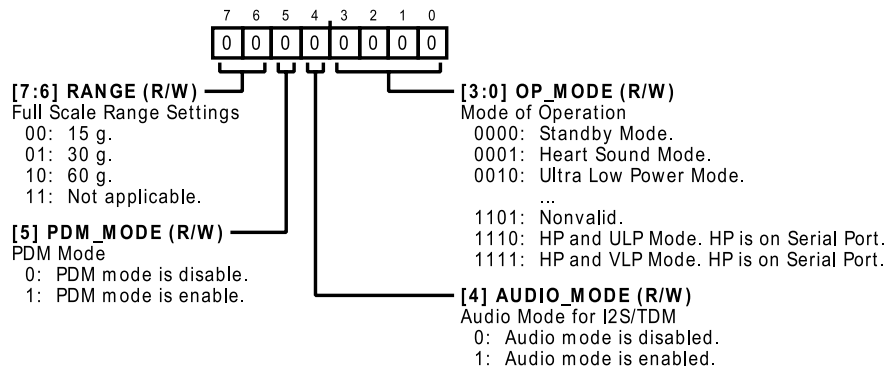 7 6 5 4 3 2 1 0
0 0 0 0 0 0 0 0
[7:6] RANGE (R/W)
Full Scale Range Settings
00: 15 g.
01: 30 g.
10: 60 g.
11: Not applicable.
[5] PDM_MODE (R/W)
PDM Mode
0: PDM mode is disable.
1: PDM mode is enable.
[3:0] OP_MODE (R/W)
Mode of Operation
0000: Standby Mode.
0001: Heart Sound Mode.
0010: Ultra Low Power Mode.
...
1101: Nonvalid.
1110: HP and ULP Mode. HP is on Serial Port.
1111: HP and VLP Mode. HP is on Serial Port.
[4] AUDIO_MODE (R/W)
Audio Mode for I2S/TDM
0: Audio mode is disabled.
1: Audio mode is enabled.